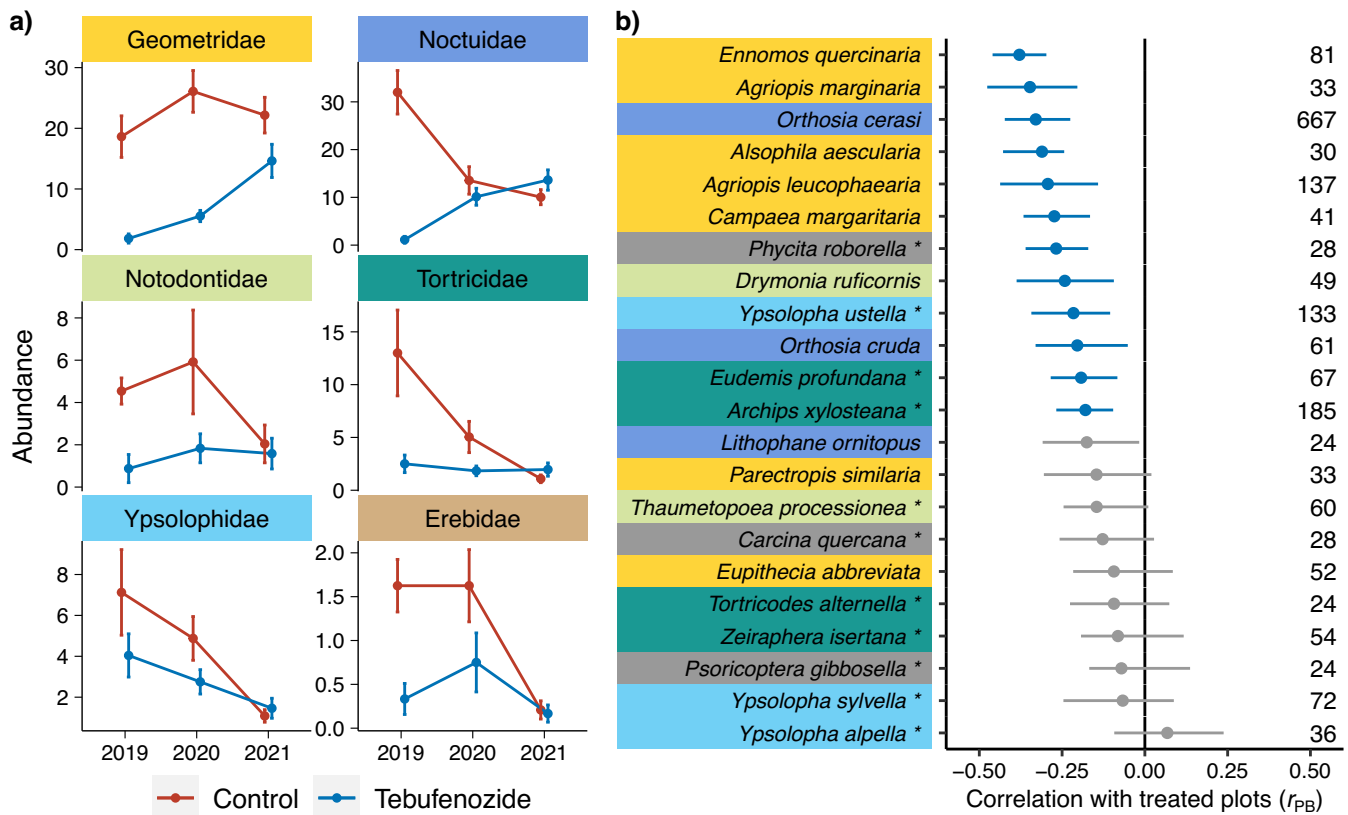 a)
Geometridae
Noctuidae
30
20
10
0
30
20
10
0
Notodontidae
Tortricidae
8
6
4
2
0
15
10
5
0
Ypsolophidae
Erebidae
8
6
4
2
2.0
1.5
1.0
0.5
0.0
Abundance
2019 2020 2021
2019 2020 2021
Control Tebufenozide
b)
Ennomos quercinaria 81
Agriopis marginaria 33
Orthosia cerasi 667
Alsophila aescularia 30
Agriopis leucophaearia 137
Campaea margaritaria 41
Phycita roborella * 28
Drymonia ruficornis 49
Ypsolopha ustella * 133
Orthosia cruda 61
Eudemis profundana * 67
Archips xylosteana * 185
Lithophane ornitopus 24
Parectropis similaria 33
Thaumetopoea processionea * 60
Carcina quercana * 28
Eupithecia abbreviata 52
Tortricodes alternella * 24
Zeiraphera isertana * 54
Psoricoptera gibbosella * 24
Ypsolopha sylvella * 72
Ypsolopha alpella * 36
−0.50 −0.25 0.00 0.25 0.50
Correlation with treated plots (rPB)